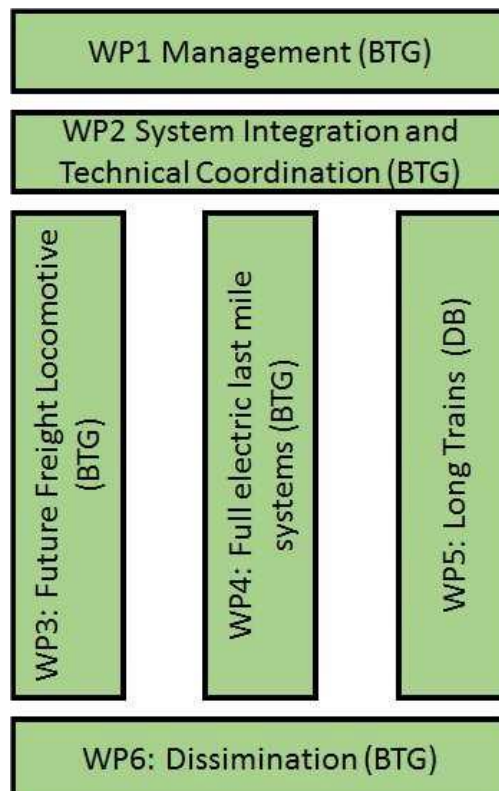 WP1 Management (BTG)
WP2 System Integration and
Technical Coordination (BTG)
WP3: Future Freight Locomotive
(BTG)
WP4: Full electric last mile
systems (BTG)
WP5: Long Trains (DB)
WP6: Dissimination (BTG)